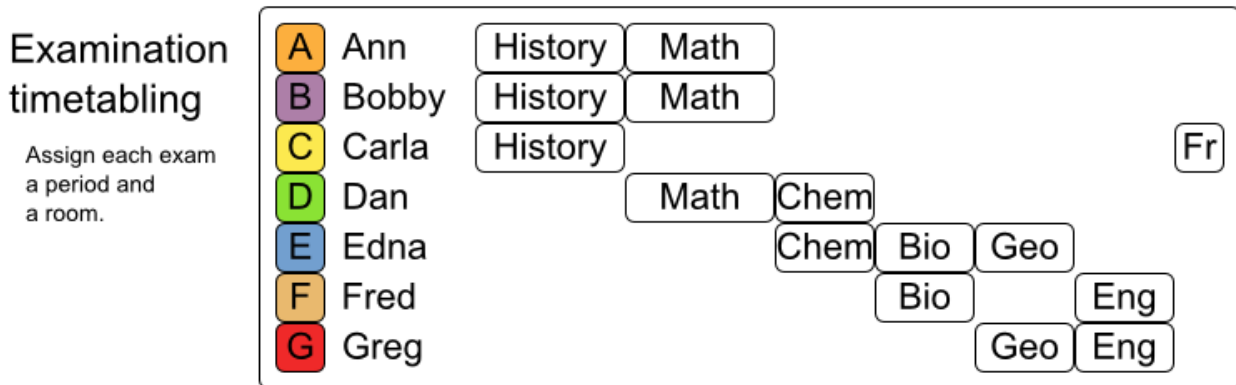 Examination
timetabling
Assign each exam
a period and
a room.
A Ann History Math
B Bobby History Math
C Carla History Fr
D Dan Math Chem
E Edna Chem Bio Geo
F Fred Bio Eng
G Greg Geo Eng